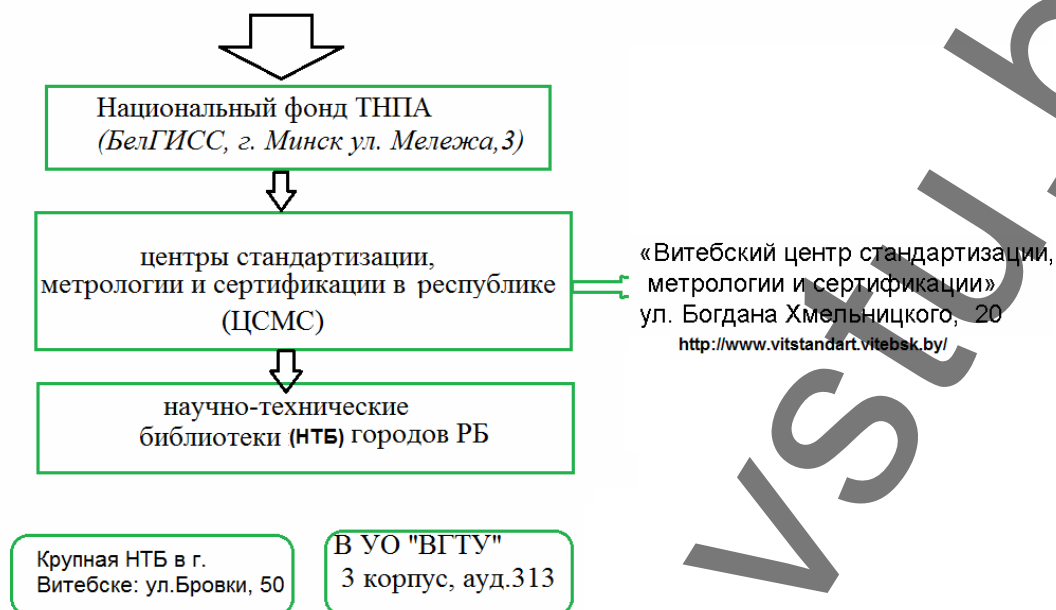 Национальный фонд ТНПА
(БелГИСС, г. Минск ул. Мележа,3)
центры стандартизации,
метрологии и сертификации в республике
(ЦСМС)
«Витебский центр стандартизации,
метрологии и сертификации»
ул. Богдана Хмельницкого, 20
http://www.vitstandart.vitebsk.by/
научно-технические
библиотеки (НТБ) городов РБ
Крупная НТБ в г.
Витебске: ул.Бровки, 50
В УО "ВГТУ"
3 корпус, ауд.313
vstu.b